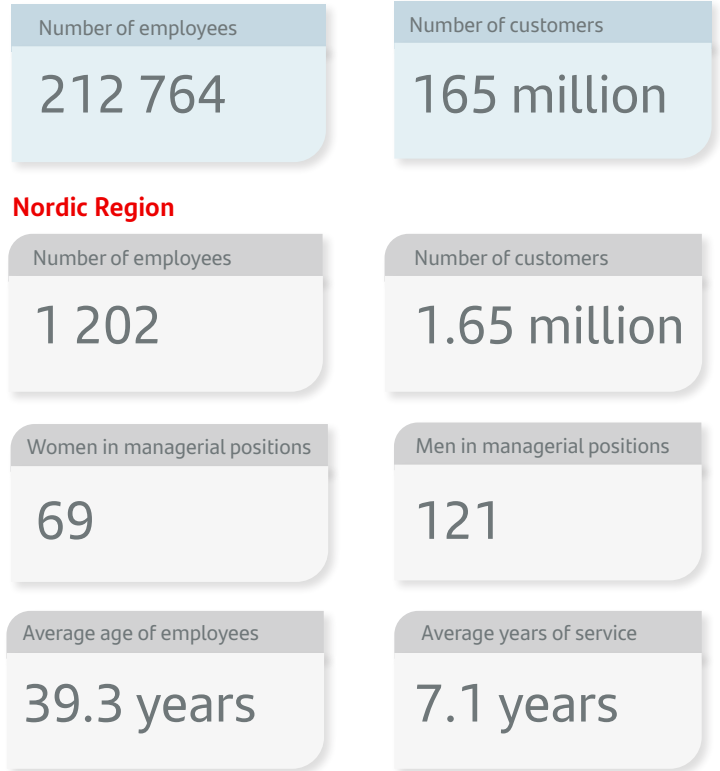 Number of employees
212 764
Number of customers
165 million
Nordic Region
Number of employees
1 202
Number of customers
1.65 million
Women in managerial positions
69
Men in managerial positions
121
Average age of employees
39.3 years
Average years of service
7.1 years